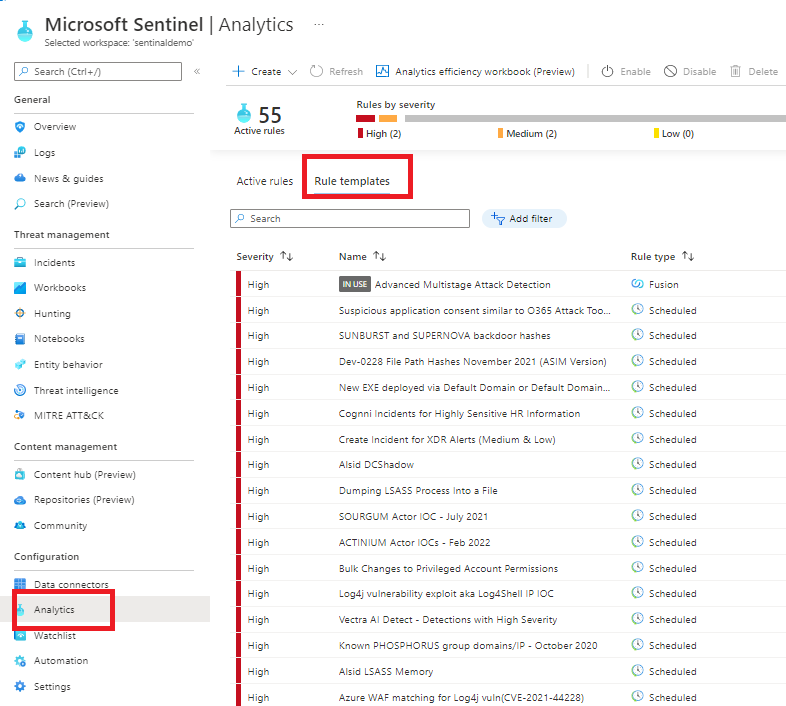 Microsoft Sentinel | Analytics ...
Selected workspace: 'sentinaldemo'
Search (Ctrl+/)
«
General
Overview
Logs
News & guides
Search (Preview)
Threat management
Incidents
Workbooks
Hunting
Notebooks
Entity behavior
Threat intelligence
MIRE ATT&CK
Content management
Content hub (Preview)
Repositories (Preview)
Community
Configuration
Data connectors
Analytics
Watchlist
Automation
Settings
Create Refresh Analytics efficiency workbook (Preview) Enable Disable Delete
55
Active rules
Rules by severity
High (2) Medium (2) Low (0)
Active rules Rule templates
Search Add filter
Severity Name Rule type
High IN USE Advanced Multistage Attack Detection Fusion
High Suspicious application consent similar to O365 Attack Too... Scheduled
High SUNBURST and SUPERNOVA backdoor hashes Scheduled
High Dev-0228 File Path Hashes November 2021 (ASIM Version) Scheduled
High New EXE deployed via Default Domain or Default Domain... Scheduled
High Cognni Incidents for Highly Sensitive HR Information Scheduled
High Create Incident for XDR Alerts (Medium & Low) Scheduled
High Alsid DCShadow Scheduled
High Dumping LSASS Process Into a File Scheduled
High SOURGUM Actor IOC - July 2021 Scheduled
High ACTINIUM Actor IOCs - Feb 2022 Scheduled
High Bulk Changes to Privileged Account Permissions Scheduled
High Log4j vulnerability exploit aka Log4Shell IP IOC Scheduled
High Vectra AI Detect - Detections with High Severity Scheduled
High Known PHOSPHORUS group domains/IP - October 2020 Scheduled
High Alsid LSASS Memory Scheduled
High Azure WAF matching for Log4j vuln(CVE-2021-44228) Scheduled